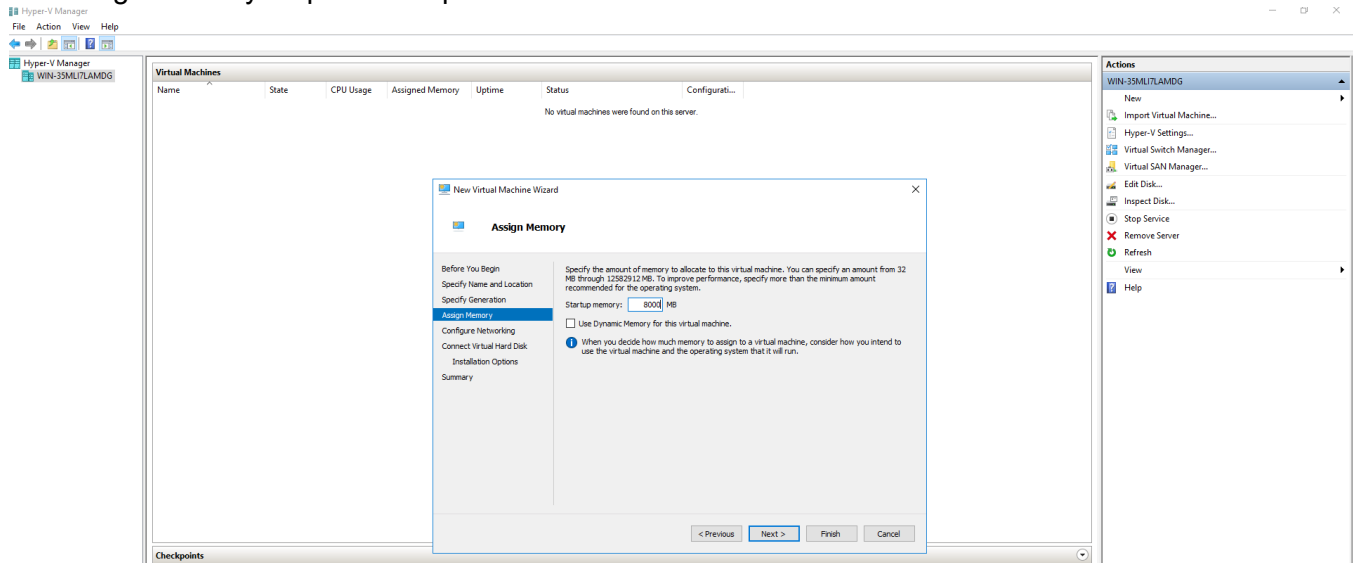 Hyper-V Manager
File Action View Help
Hyper-V Manager
WIN-35MLI7LAMDG
Virtual Machines
Name State CPU Usage Assigned Memory Uptime Status Configurati...
No virtual machines were found on this server.
New Virtual Machine Wizard
Assign Memory
Before You Begin
Specify Name and Location
Specify Generation
Assign Memory
Configure Networking
Connect Virtual Hard Disk
Installation Options
Summary
Specify the amount of memory to allocate to this virtual machine. You can specify an amount from 32
MB through 12582912 MB. To improve performance, specify more than the minimum amount
recommended for the operating system.
Startup memory: 8000 MB
Use Dynamic Memory for this virtual machine.
When you decide how much memory to assign to a virtual machine, consider how you intend to
use the virtual machine and the operating system that it will run.
< Previous Next > Finish Cancel
Checkpoints
Actions
WIN-35MLI7LAMDG
New
Import Virtual Machine...
Hyper-V Settings...
Virtual Switch Manager...
Virtual SAN Manager...
Edit Disk...
Inspect Disk...
Stop Service
Remove Server
Refresh
View
Help